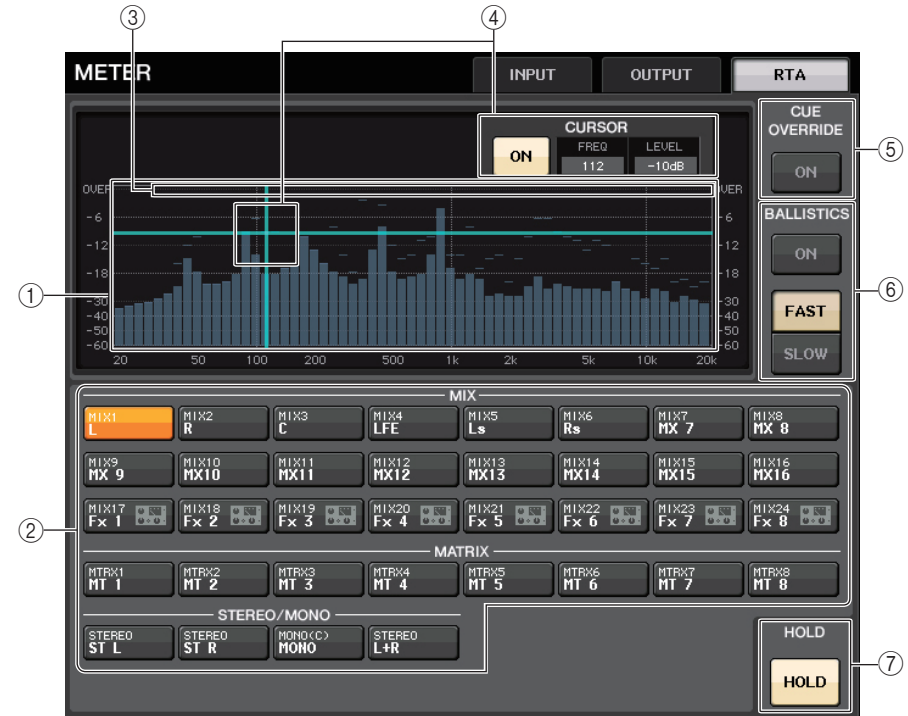 ③ ④
METER INPUT OUTPUT RTA
CURSOR
ON FREQ LEVEL
112 -10dB
CUE
OVERRIDE
ON
⑤
OVER OVER
-6 -6
-12 -12
-18 -18
-30 -30
-40 -40
-50 -50
-60 -60
20 50 100 200 500 1k 2k 5k 10k 20k
①
BALLISTICS
ON
FAST
SLOW
⑥
②
MIX
MIX1 MIX2 MIX3 MIX4 MIX5 MIX6 MIX7 MIX8
L R C LFE Ls Rs MX 7 MX 8
MIX9 MIX10 MIX11 MIX12 MIX13 MIX14 MIX15 MIX16
MX 9 MX10 MX11 MX12 MX13 MX14 MX15 MX16
MIX17 MIX18 MIX19 MIX20 MIX21 MIX22 MIX23 MIX24
Fx 1 Fx 2 Fx 3 Fx 4 Fx 5 Fx 6 Fx 7 Fx 8
MATRIX
MTRX1 MTRX2 MTRX3 MTRX4 MTRX5 MTRX6 MTRX7 MTRX8
MT 1 MT 2 MT 3 MT 4 MT 5 MT 6 MT 7 MT 8
STEREO/MONO
STEREO STEREO MONO(C) STEREO
ST L ST R MONO L+R
HOLD
HOLD
⑦